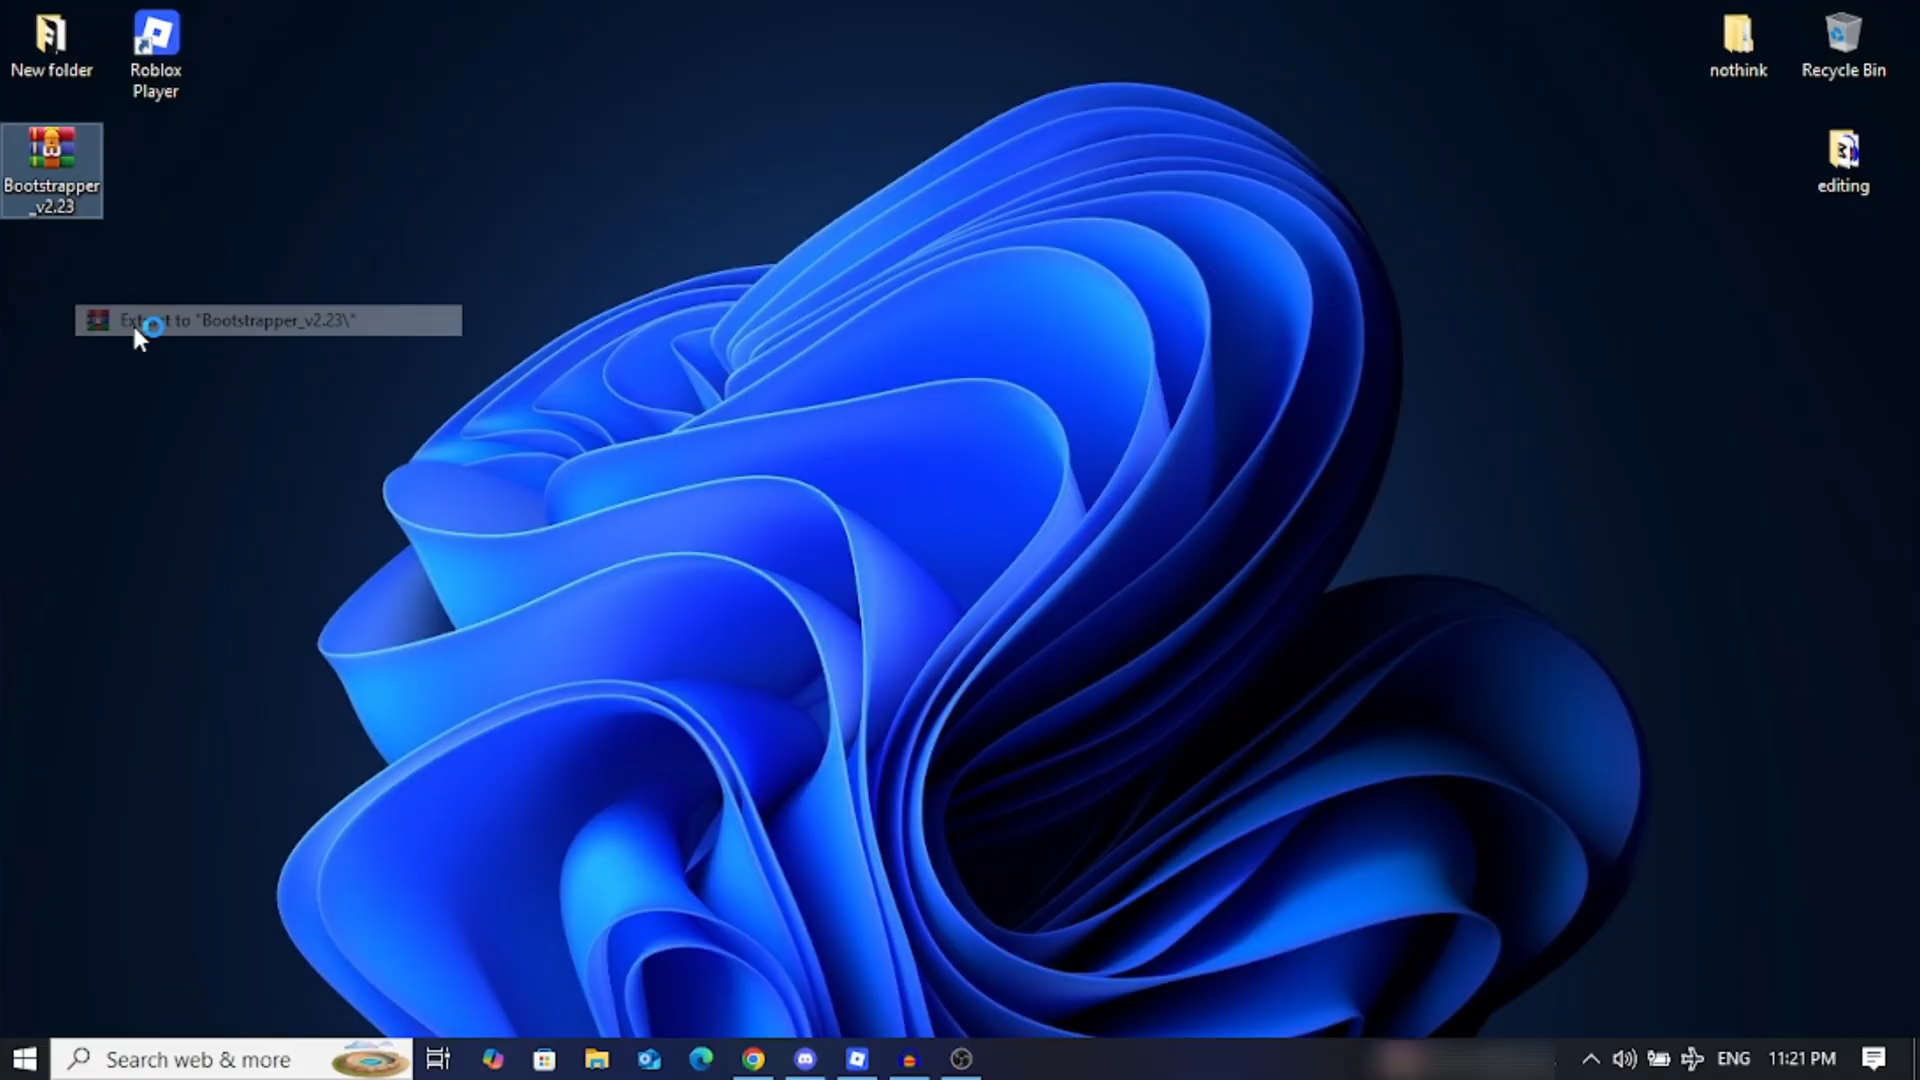 New folder
Roblox
Player
nothink
Recycle Bin
Bootstrapper
_v2.23
editing
Extract to "Bootstrapper_v2.23\"
Search web & more
ENG
11:21 PM